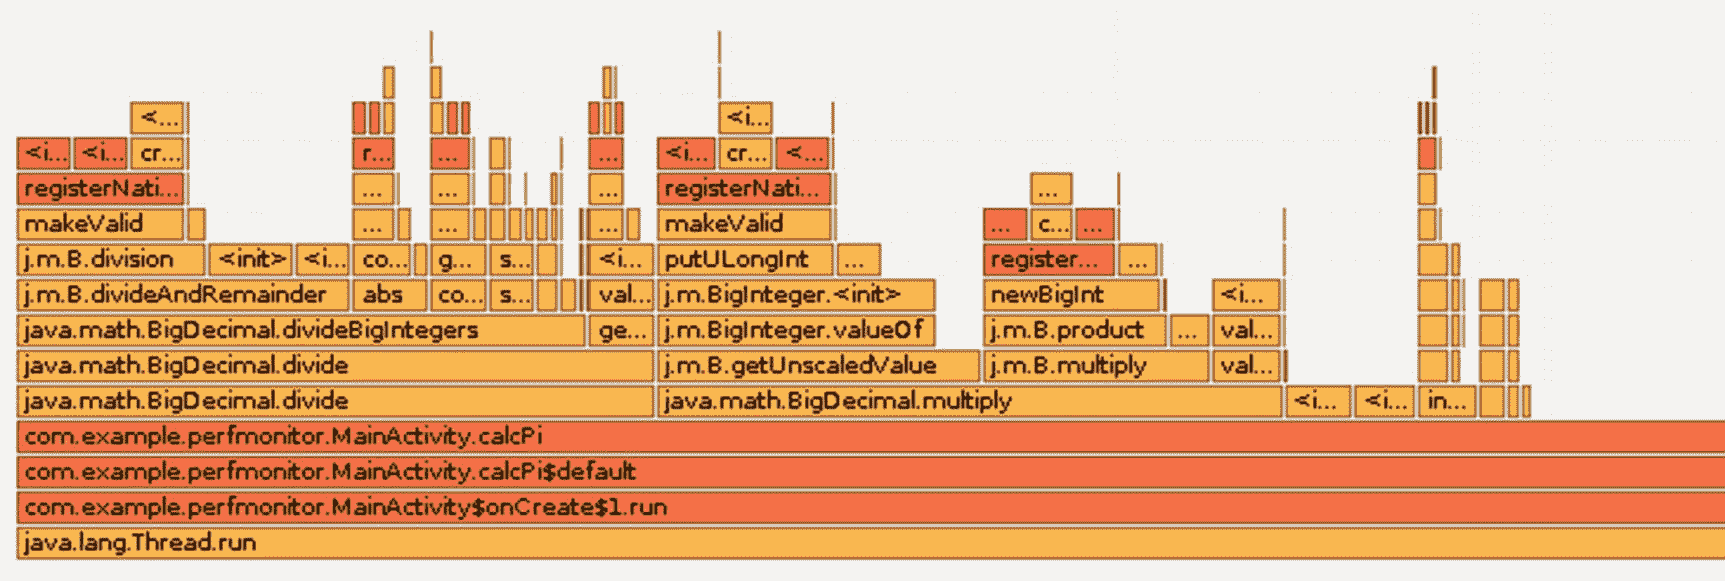 <...
<i... <i... cr... r... ... ... <i... cr... <...
registerNati... ... ... ... registerNati... ...
makeValid ... ... ... makeValid ... c... ...
j.m.B.division <init> <i... co... g... s... <i... putULongInt ... register... ...
j.m.B.divideAndRemainder abs co... s... val... j.m.BigInteger.<init> newBigInt <i...
java.math.BigDecimal.divideBigIntegers ge... j.m.BigInteger.valueOf j.m.B.product ... val...
java.math.BigDecimal.divide j.m.B.getUnscaledValue j.m.B.multiply val...
java.math.BigDecimal.divide java.math.BigDecimal.multiply <i... <i... in...
com.example.perfmonitor.MainActivity.calcPi
com.example.perfmonitor.MainActivity.calcPi$default
com.example.perfmonitor.MainActivity$onCreate$1.run
java.lang.Thread.run